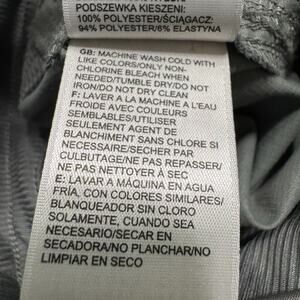 PODSZEWKA KIESZENI:
100% POLYESTER/ŚCIĄGACZ:
94% POLYESTER/6% ELASTYNA
GB: MACHINE WASH COLD WITH
LIKE COLORS/ONLY NON-
CHLORINE BLEACH WHEN
NEEDED/TUMBLE DRY/DO NOT
IRON/DO NOT DRY CLEAN
F: LAVER A LA MACHINE A L'EAU
FROIDE AVEC COULEURS
SEMBLABLES/UTILISER
SEULEMENT AGENT DE
BLANCHIMENT SANS CHLORE SI
NECESSAIRE/SECHER PAR
CULBUTAGE/NE PAS REPASSER/
NE PAS NETTOYER À SEC
E: LAVAR A MÁQUINA EN AGUA
FRÍA, CON COLORES SIMILARES/
BLANQUEADOR SIN CLORO
SOLAMENTE, CUANDO SEA
NECESARIO/SECAR EN
SECADORA/NO PLANCHAR/NO
LIMPIAR EN SECO